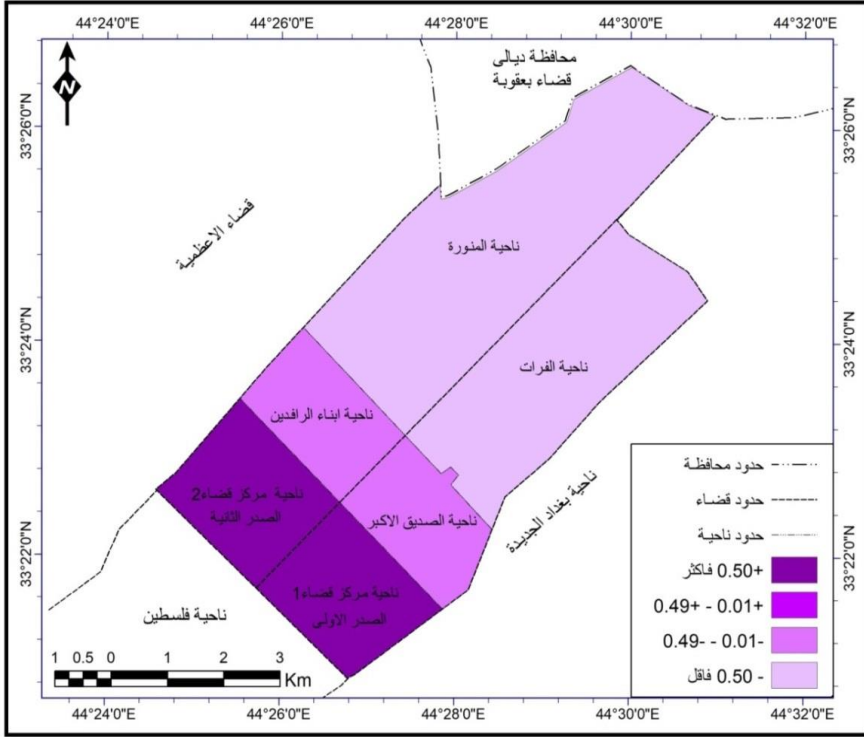 44°24'0"E
44°26'0"E
44°28'0"E
44°30'0"E
44°32'0"E
N
محافظة ديالى
قضاء بعقوبة
33°26'0"N
33°26'0"N
قضاء الاعظمية
ناحية المنورة
33°24'0"N
33°24'0"N
ناحية الفرات
ناحية ابناء الرافدين
ناحية مركز قضاء2
الصدر الثانية
ناحية الصديق الاكبر
ناحية بغداد الجديدة
33°22'0"N
33°22'0"N
ناحية مركز قضاء1
الصدر الاولى
ناحية فلسطين
حدود محافظة
حدود قضاء
حدود ناحية
+0.50 فاكثر
0.49+ - 0.01+
0.49- - 0.01-
- 0.50 فاقل
1 0.5 0 1 2 3
Km
44°24'0"E
44°26'0"E
44°28'0"E
44°30'0"E
44°32'0"E